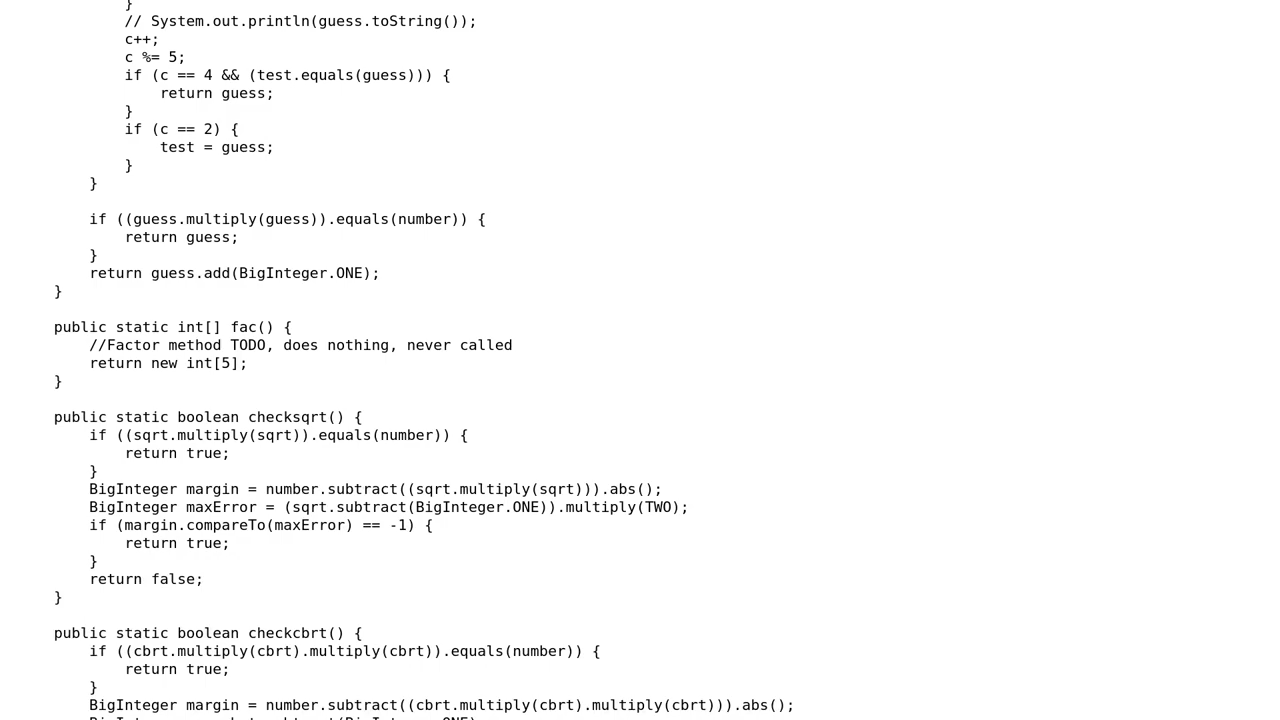 }
// System.out.println(guess.toString());
c++;
c %= 5;
if (c == 4 && (test.equals(guess))) {
return guess;
}
if (c == 2) {
test = guess;
}
}
if ((guess.multiply(guess)).equals(number)) {
return guess;
}
return guess.add(BigInteger.ONE);
}
public static int[] fac() {
//Factor method TODO, does nothing, never called
return new int[5];
}
public static boolean checksqrt() {
if ((sqrt.multiply(sqrt)).equals(number)) {
return true;
}
BigInteger margin = number.subtract((sqrt.multiply(sqrt))).abs();
BigInteger maxError = (sqrt.subtract(BigInteger.ONE)).multiply(TWO);
if (margin.compareTo(maxError) == -1) {
return true;
}
return false;
}
public static boolean checkcbrt() {
if ((cbrt.multiply(cbrt).multiply(cbrt)).equals(number)) {
return true;
}
BigInteger margin = number.subtract((cbrt.multiply(cbrt).multiply(cbrt))).abs();